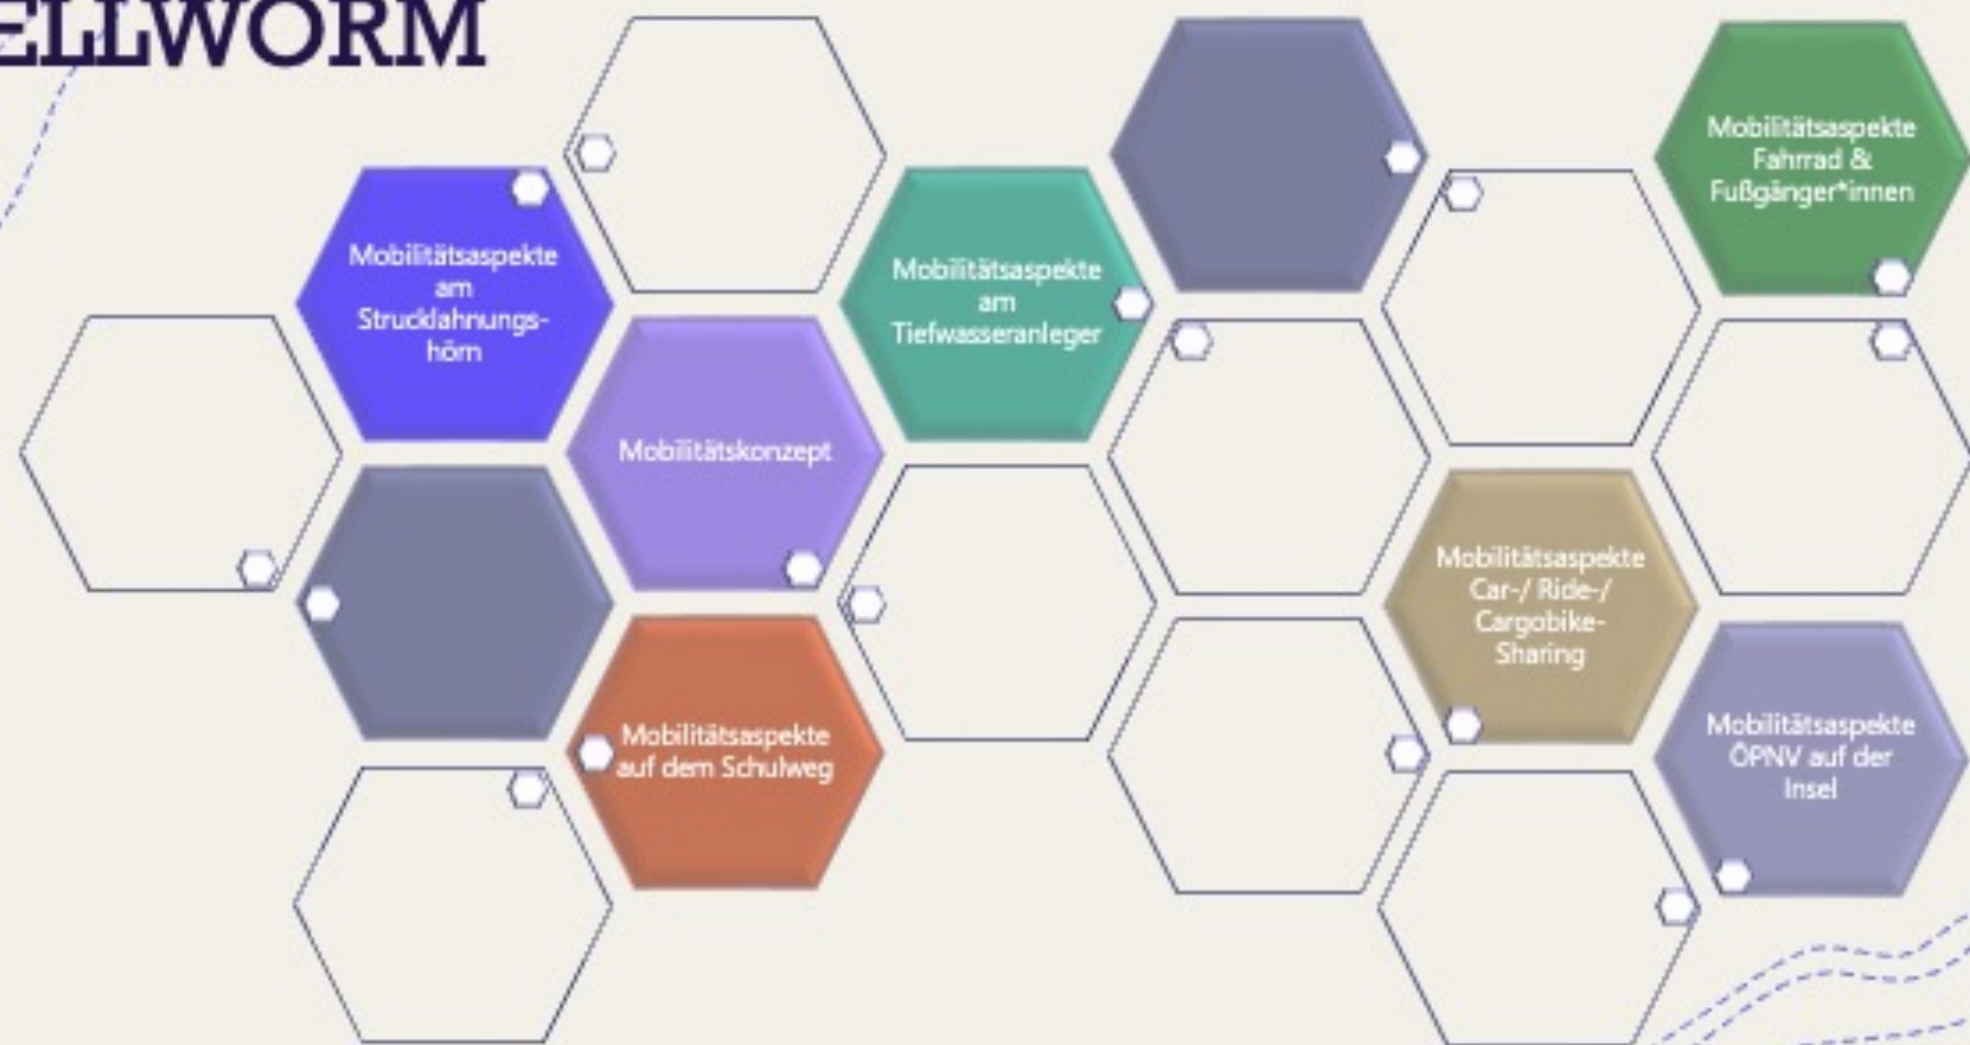 ELLWORM
Mobilitätsaspekte
am
Strucklahnungs-
hörn
Mobilitätskonzept
Mobilitätsaspekte
auf dem Schulweg
Mobilitätsaspekte
am
Tiefwasseranleger
Mobilitätsaspekte
Car-/ Ride-/
Cargobike-
Sharing
Mobilitätsaspekte
Fahrrad &
Fußgänger*innen
Mobilitätsaspekte
ÖPNV auf der
Insel